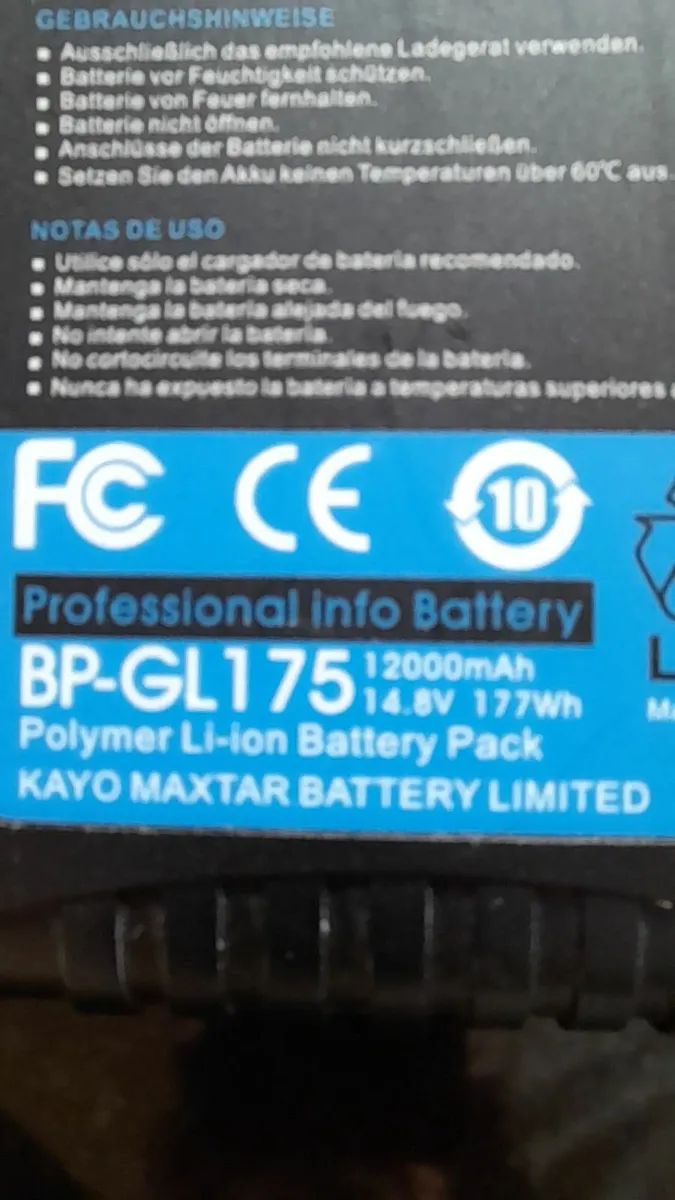 GEBRAUCHSHINWEISE
▪ Ausschließlich das empfohlene Ladegerät verwenden.
▪ Batterie vor Feuchtigkeit schützen.
▪ Batterie von Feuer fernhalten.
▪ Batterie nicht öffnen.
▪ Anschlüsse der Batterie nicht kurzschließen.
▪ Setzen Sie den Akku keinen Temperaturen über 60°C aus.
NOTAS DE USO
▪ Utilice sólo el cargador de batería recomendado.
▪ Mantenga la batería seca.
▪ Mantenga la batería alejada del fuego.
▪ No intente abrir la batería.
▪ No cortocircuite los terminales de la batería.
▪ Nunca ha expuesto la batería a temperaturas superiores a
FC CE 10
Professional info Battery
BP-GL175 12000mAh
14.8V 177Wh
Polymer Li-ion Battery Pack
KAYO MAXTAR BATTERY LIMITED